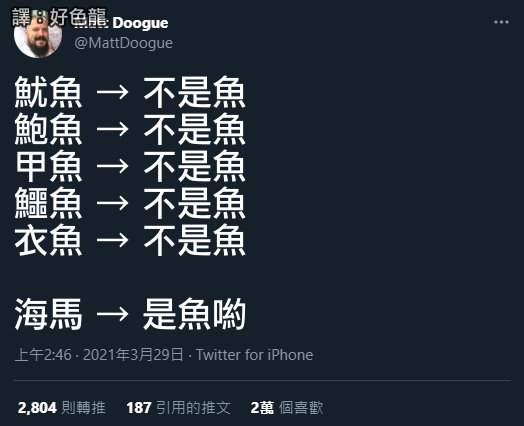 譯：好色龍
Matt Doogue
@MattDoogue
魷魚 → 不是魚
鮑魚 → 不是魚
甲魚 → 不是魚
鱷魚 → 不是魚
衣魚 → 不是魚
海馬 → 是魚喲
上午2:46 · 2021年3月29日 · Twitter for iPhone
2,804 則轉推 187 引用的推文 2萬 個喜歡